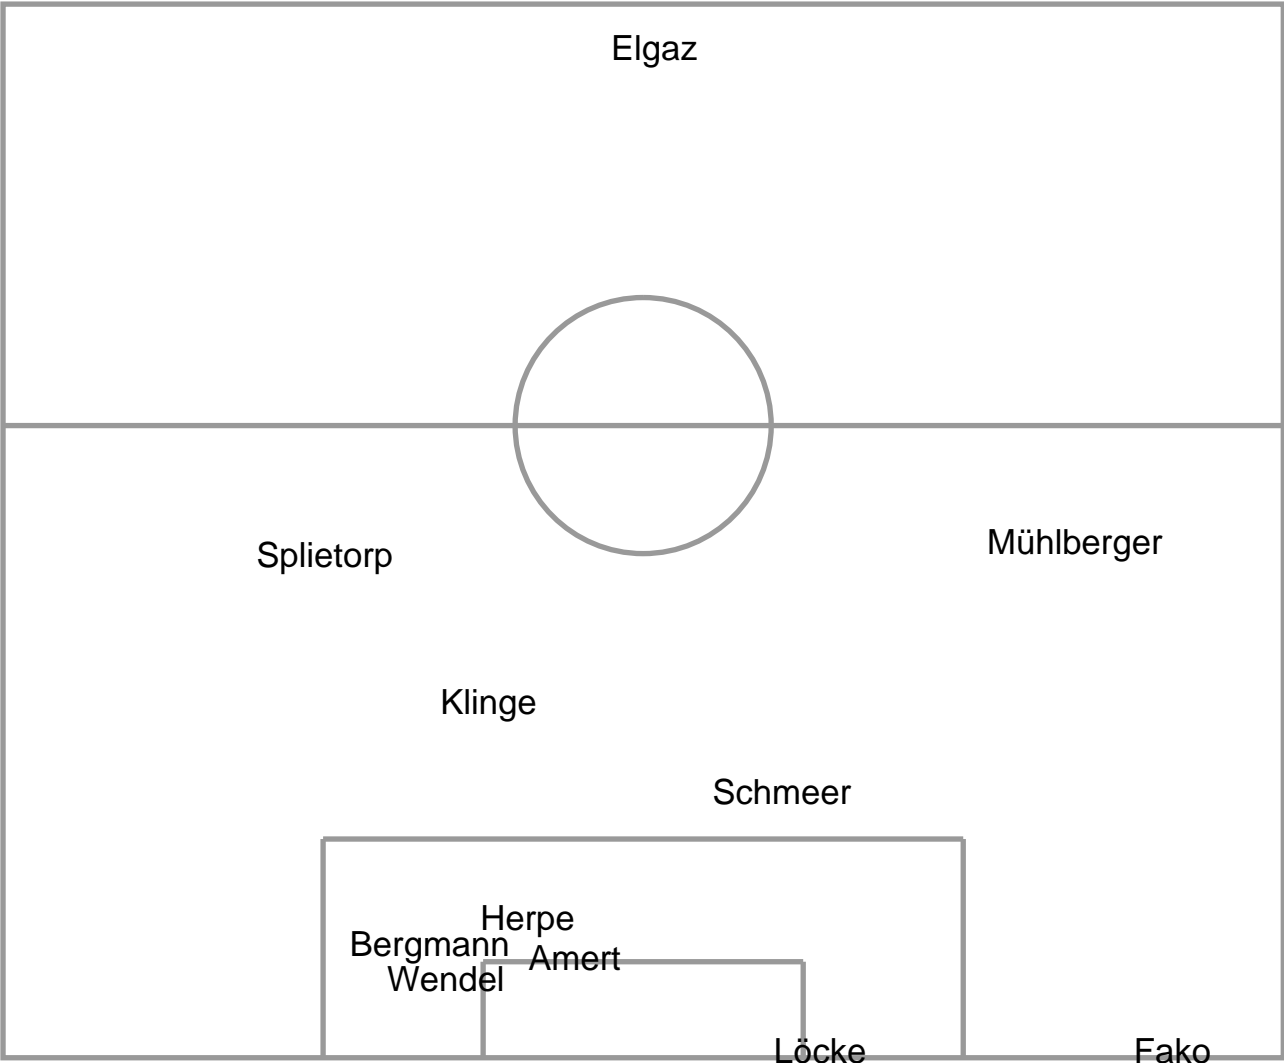 Elgaz
Mühlberger
Splietorp
Klinge
Schmeer
Herpe
Bergmann
Amert
Wendel
Löcke
Fako